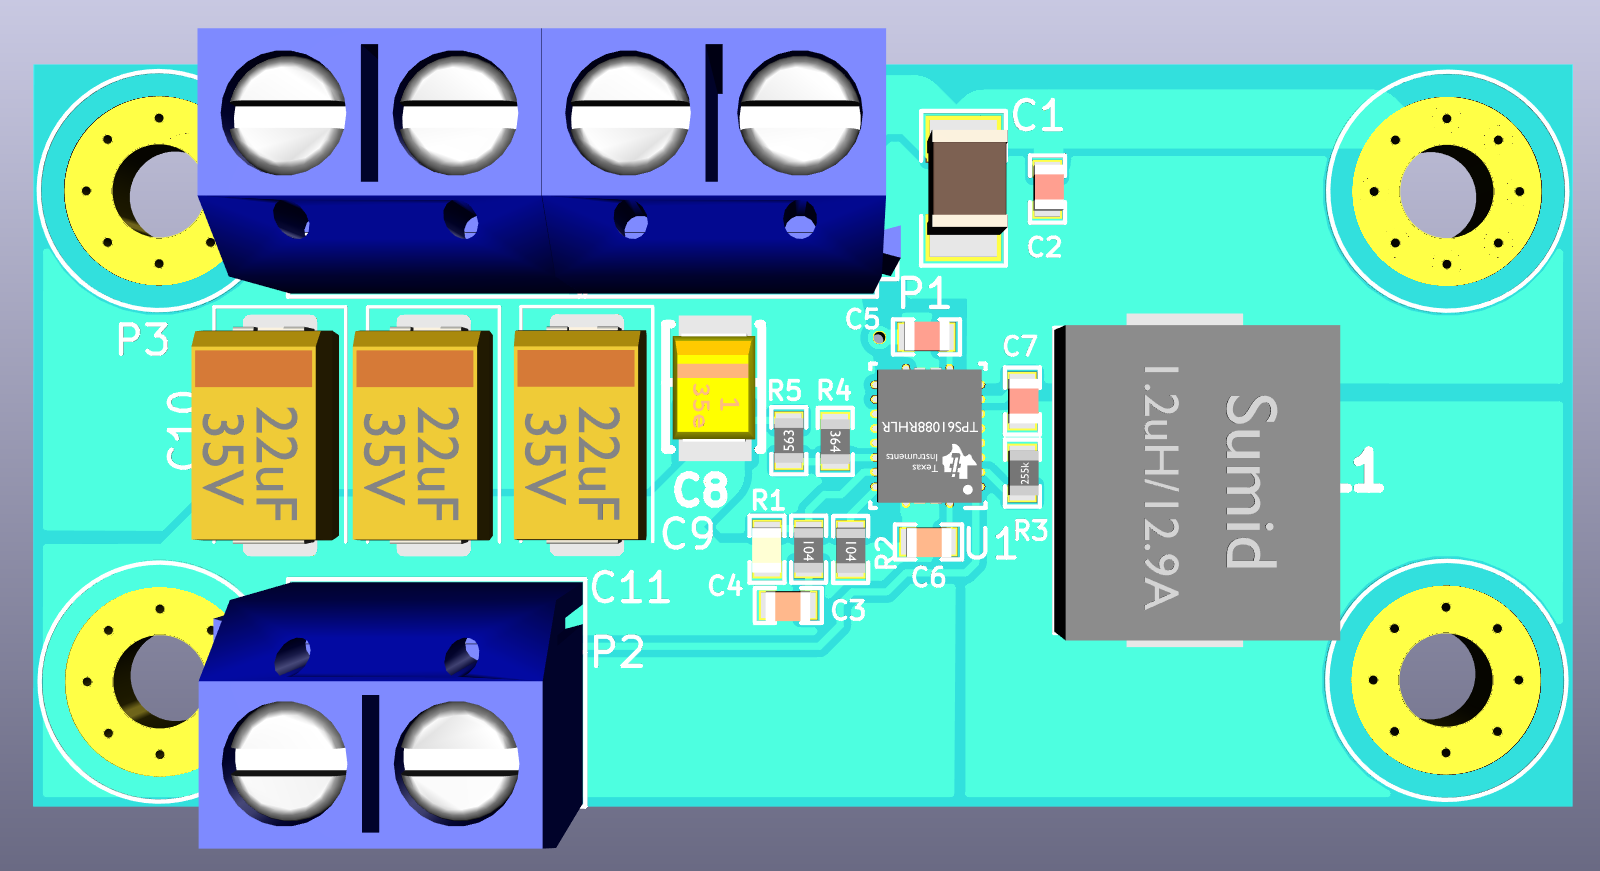 C1
C2
P1
C5
P3
C7
R5
R4
C10
22uF
35V
22uF
35V
22uF
35V
1
35e
563
364
TPS61088RHLR
Texas
Instruments
255k
Sumid
1.2uH/12.9A
L1
C8
R1
C9
104
104
R2
U1
R3
C6
C4
C3
C11
P2